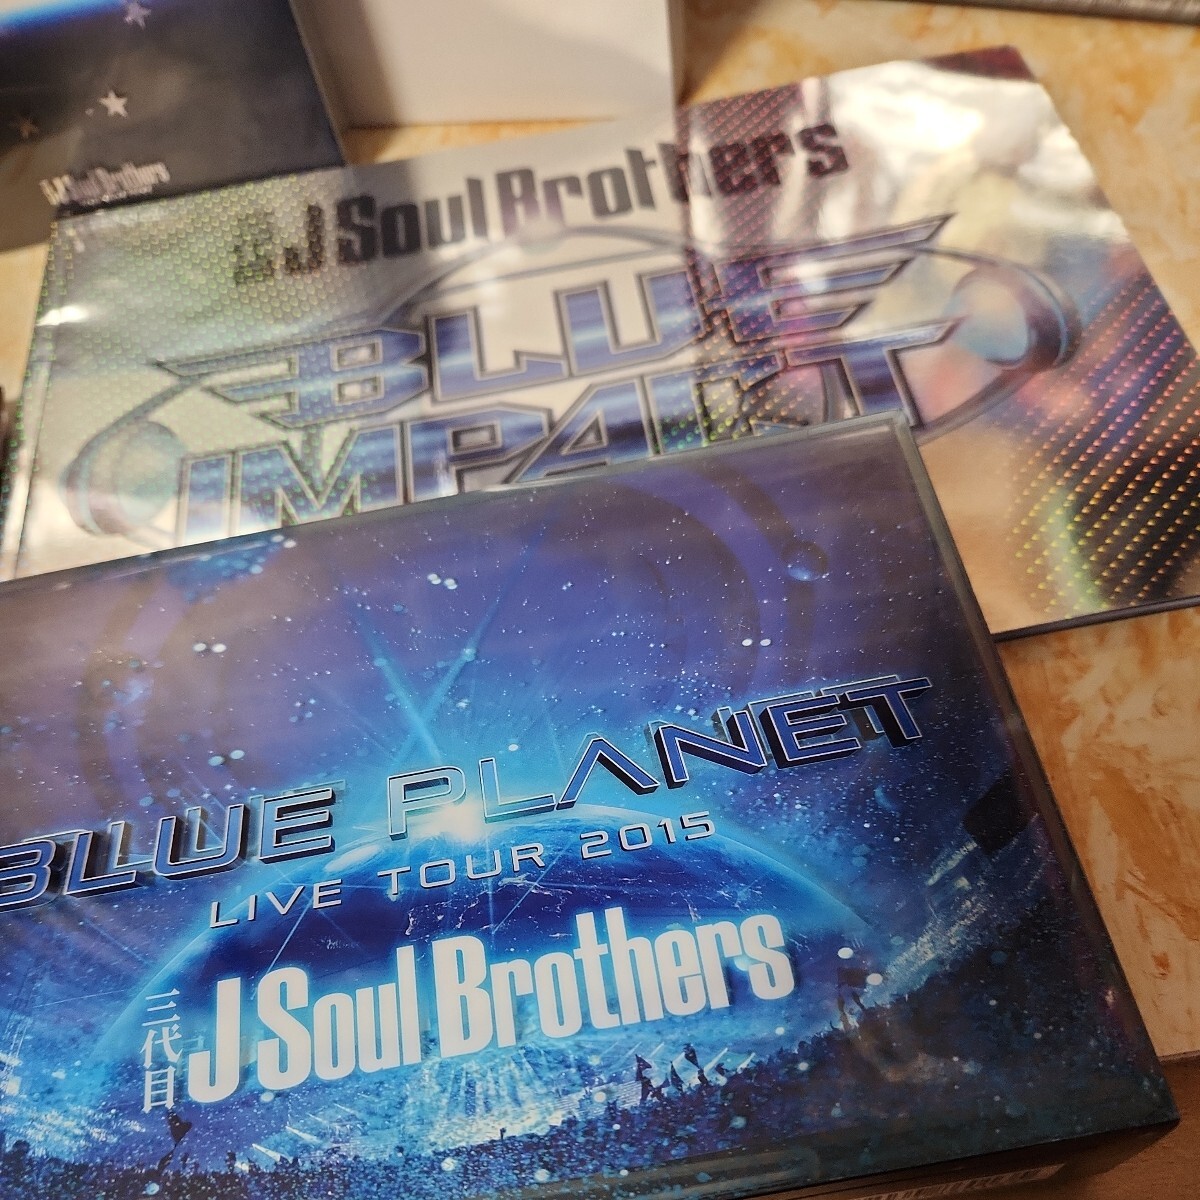 J Soul Brothers
J Soul Brothers
BLUE
IMPACT
BLUE PLANET
LIVE TOUR 2015
三代目 J Soul Brothers